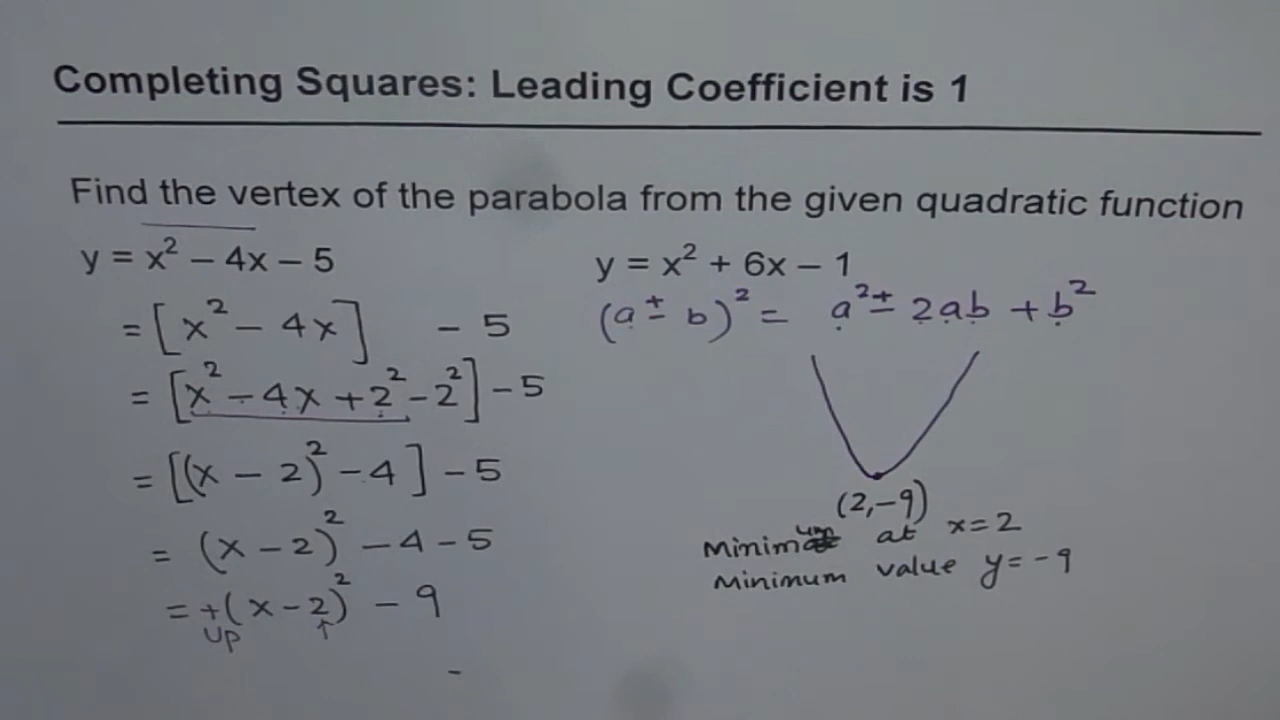 Completing Squares: Leading Coefficient is 1
Find the vertex of the parabola from the given quadratic function
y = x² – 4x – 5
= [x² – 4x] – 5
= [x² – 4x + 2² – 2²] – 5
= [(x – 2)² – 4] – 5
= (x – 2)² – 4 – 5
= +(x – 2)² – 9
UP ↑
y = x² + 6x – 1
(a ± b)² = a² ± 2ab + b²
(2, –9)
Minimum at x = 2
Minimum value y = –9